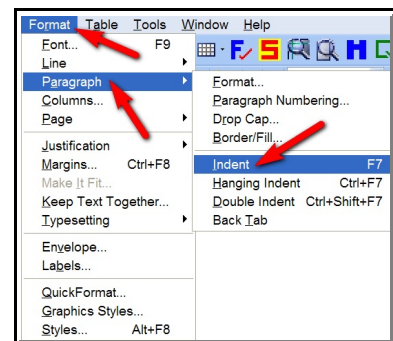 Format Table Tools Window Help
Font... F9
Line
Paragraph
Columns...
Page
Justification
Margins... Ctrl+F8
Make It Fit...
Keep Text Together...
Typesetting
Envelope...
Labels...
QuickFormat...
Graphics Styles...
Styles... Alt+F8
F S H
Format...
Paragraph Numbering...
Drop Cap...
Border/Fill...
Indent F7
Hanging Indent Ctrl+F7
Double Indent Ctrl+Shift+F7
Back Tab